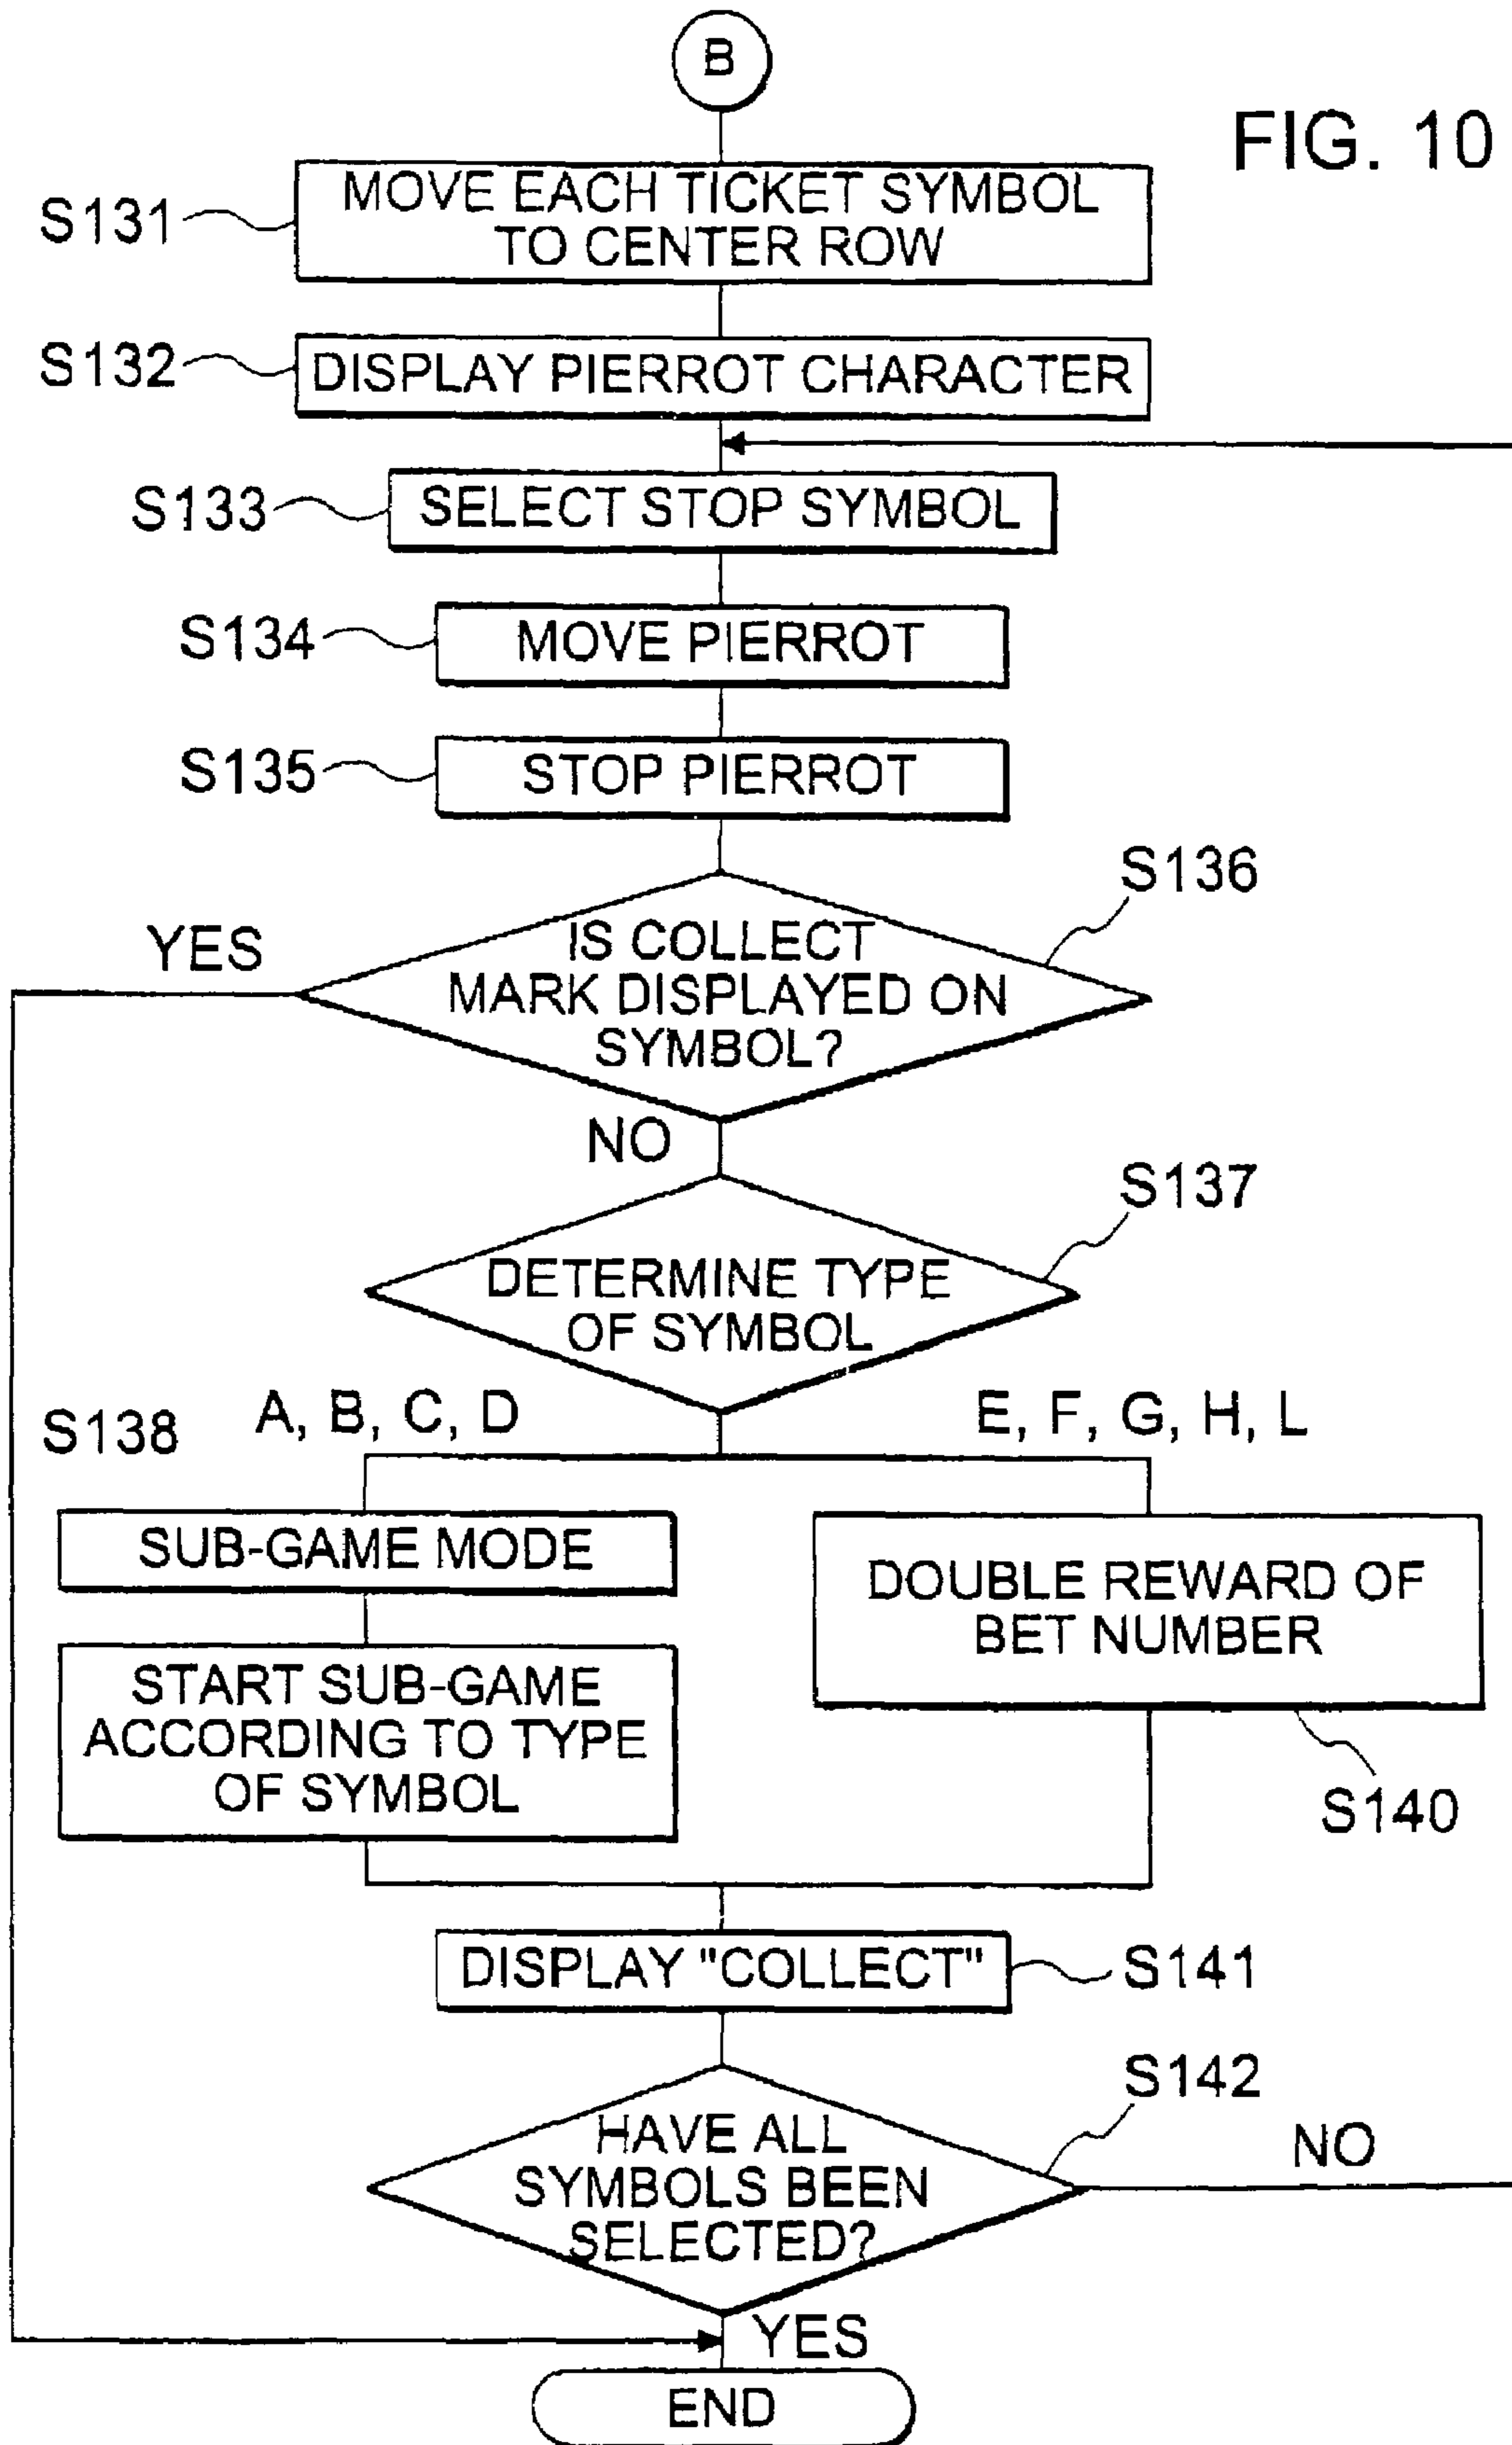 B
FIG. 10
S131
MOVE EACH TICKET SYMBOL
TO CENTER ROW
S132
DISPLAY PIERROT CHARACTER
S133
SELECT STOP SYMBOL
S134
MOVE PIERROT
S135
STOP PIERROT
S136
YES
IS COLLECT
MARK DISPLAYED ON
SYMBOL?
NO
S137
DETERMINE TYPE
OF SYMBOL
S138
A, B, C, D
E, F, G, H, L
SUB-GAME MODE
START SUB-GAME
ACCORDING TO TYPE
OF SYMBOL
DOUBLE REWARD OF
BET NUMBER
S140
DISPLAY "COLLECT"
S141
S142
HAVE ALL
SYMBOLS BEEN
SELECTED?
NO
YES
END